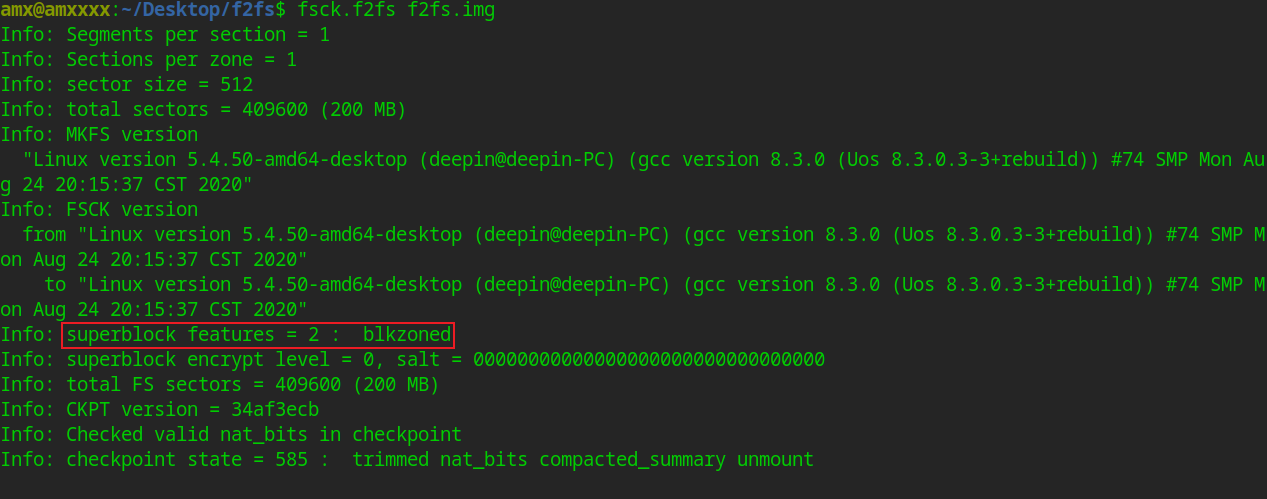 amx@amxxxx:~/Desktop/f2fs$ fsck.f2fs f2fs.img
Info: Segments per section = 1
Info: Sections per zone = 1
Info: sector size = 512
Info: total sectors = 409600 (200 MB)
Info: MKFS version
  "Linux version 5.4.50-amd64-desktop (deepin@deepin-PC) (gcc version 8.3.0 (Uos 8.3.0.3-3+rebuild)) #74 SMP Mon Au
g 24 20:15:37 CST 2020"
Info: FSCK version
  from "Linux version 5.4.50-amd64-desktop (deepin@deepin-PC) (gcc version 8.3.0 (Uos 8.3.0.3-3+rebuild)) #74 SMP M
on Aug 24 20:15:37 CST 2020"
    to "Linux version 5.4.50-amd64-desktop (deepin@deepin-PC) (gcc version 8.3.0 (Uos 8.3.0.3-3+rebuild)) #74 SMP M
on Aug 24 20:15:37 CST 2020"
Info: superblock features = 2 :  blkzoned
Info: superblock encrypt level = 0, salt = 00000000000000000000000000000000
Info: total FS sectors = 409600 (200 MB)
Info: CKPT version = 34af3ecb
Info: Checked valid nat_bits in checkpoint
Info: checkpoint state = 585 :  trimmed nat_bits compacted_summary unmount